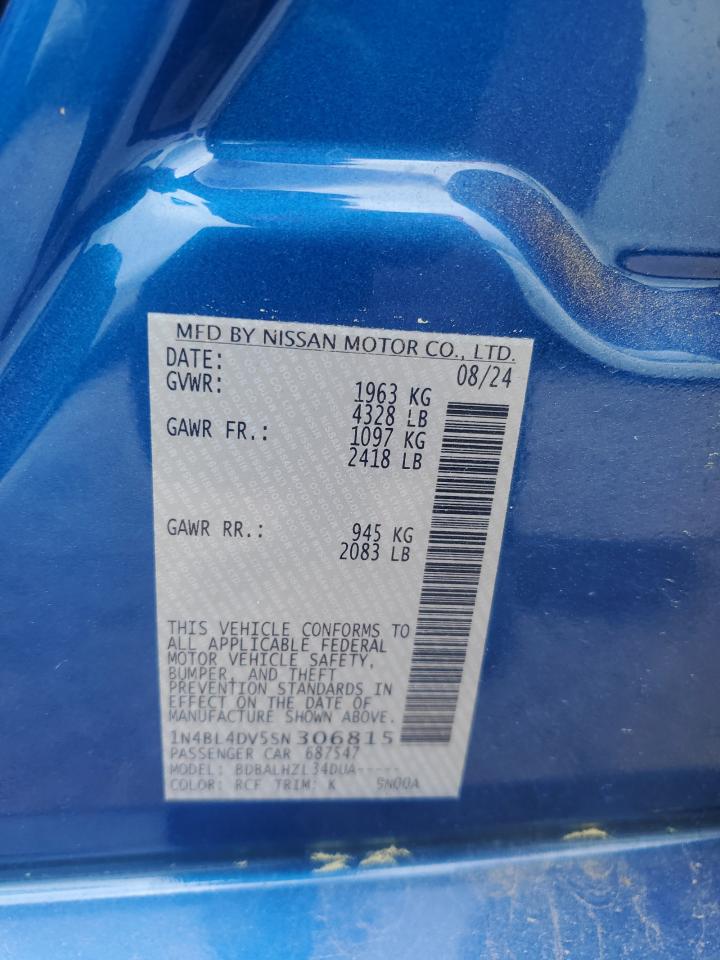 MFD BY NISSAN MOTOR CO., LTD.
DATE: 08/24
GVWR: 1963 KG
4328 LB
GAWR FR.: 1097 KG
2418 LB
GAWR RR.: 945 KG
2083 LB
THIS VEHICLE CONFORMS TO
ALL APPLICABLE FEDERAL
MOTOR VEHICLE SAFETY,
BUMPER, AND THEFT
PREVENTION STANDARDS IN
EFFECT ON THE DATE OF
MANUFACTURE SHOWN ABOVE.
1N4BL4DV5SN306815
PASSENGER CAR 687547
MODEL: BDBALHZL34DUA-----
COLOR: RCF TRIM: K 5N00A